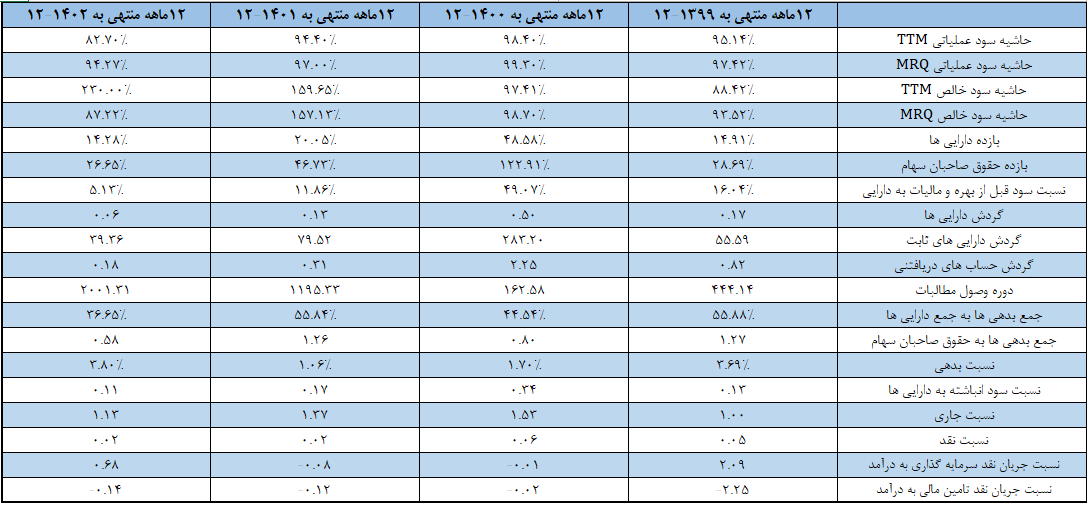 ۱۲ماهه منتهی به ۱۳۹۹-۱۲ ۱۲ماهه منتهی به ۱۴۰۰-۱۲ ۱۲ماهه منتهی به ۱۴۰۱-۱۲ ۱۲ماهه منتهی به ۱۴۰۲-۱۲
حاشیه سود عملیاتی TTM ۹۵.۱۴٪ ۹۸.۴۰٪ ۹۴.۴۰٪ ۸۲.۷۰٪
حاشیه سود عملیاتی MRQ ۹۷.۴۲٪ ۹۹.۳۰٪ ۹۷.۰۰٪ ۹۴.۲۷٪
حاشیه سود خالص TTM ۸۸.۴۲٪ ۹۷.۴۱٪ ۱۵۹.۶۵٪ ۲۳۰.۰۰٪
حاشیه سود خالص MRQ ۹۳.۵۲٪ ۹۸.۷۰٪ ۱۵۷.۱۳٪ ۸۷.۲۲٪
بازده دارایی ها ۱۴.۹۱٪ ۴۸.۵۸٪ ۲۰.۰۵٪ ۱۴.۲۸٪
بازده حقوق صاحبان سهام ۲۸.۶۹٪ ۱۲۲.۹۱٪ ۴۶.۷۳٪ ۲۶.۶۵٪
نسبت سود قبل از بهره و مالیات به دارایی ۱۶.۰۴٪ ۴۹.۰۷٪ ۱۱.۸۶٪ ۵.۱۳٪
گردش دارایی ها ۰.۱۷ ۰.۵۰ ۰.۱۳ ۰.۰۶
گردش دارایی های ثابت ۵۵.۵۹ ۲۸۳.۲۰ ۷۹.۵۲ ۳۹.۳۶
گردش حساب های دریافتنی ۰.۸۲ ۲.۲۵ ۰.۳۱ ۰.۱۸
دوره وصول مطالبات ۴۴۴.۱۴ ۱۶۲.۵۸ ۱۱۹۵.۳۳ ۲۰۰۱.۳۱
جمع بدهی ها به جمع دارایی ها ۵۵.۸۸٪ ۴۴.۵۴٪ ۵۵.۸۴٪ ۳۶.۶۵٪
جمع بدهی ها به حقوق صاحبان سهام ۱.۲۷ ۰.۸۰ ۱.۲۶ ۰.۵۸
نسبت بدهی ۳.۶۹٪ ۱.۷۰٪ ۱.۰۶٪ ۳.۸۰٪
نسبت سود انباشته به دارایی ها ۰.۱۳ ۰.۳۴ ۰.۱۷ ۰.۱۱
نسبت جاری ۱.۰۰ ۱.۵۳ ۱.۳۷ ۱.۱۳
نسبت نقد ۰.۰۵ ۰.۰۶ ۰.۰۲ ۰.۰۲
نسبت جریان نقد سرمایه گذاری به درآمد ۲.۰۹ -۰.۰۱ -۰.۰۸ ۰.۶۸
نسبت جریان نقد تامین مالی به درآمد -۲.۲۵ -۰.۰۲ -۰.۱۲ -۰.۱۴